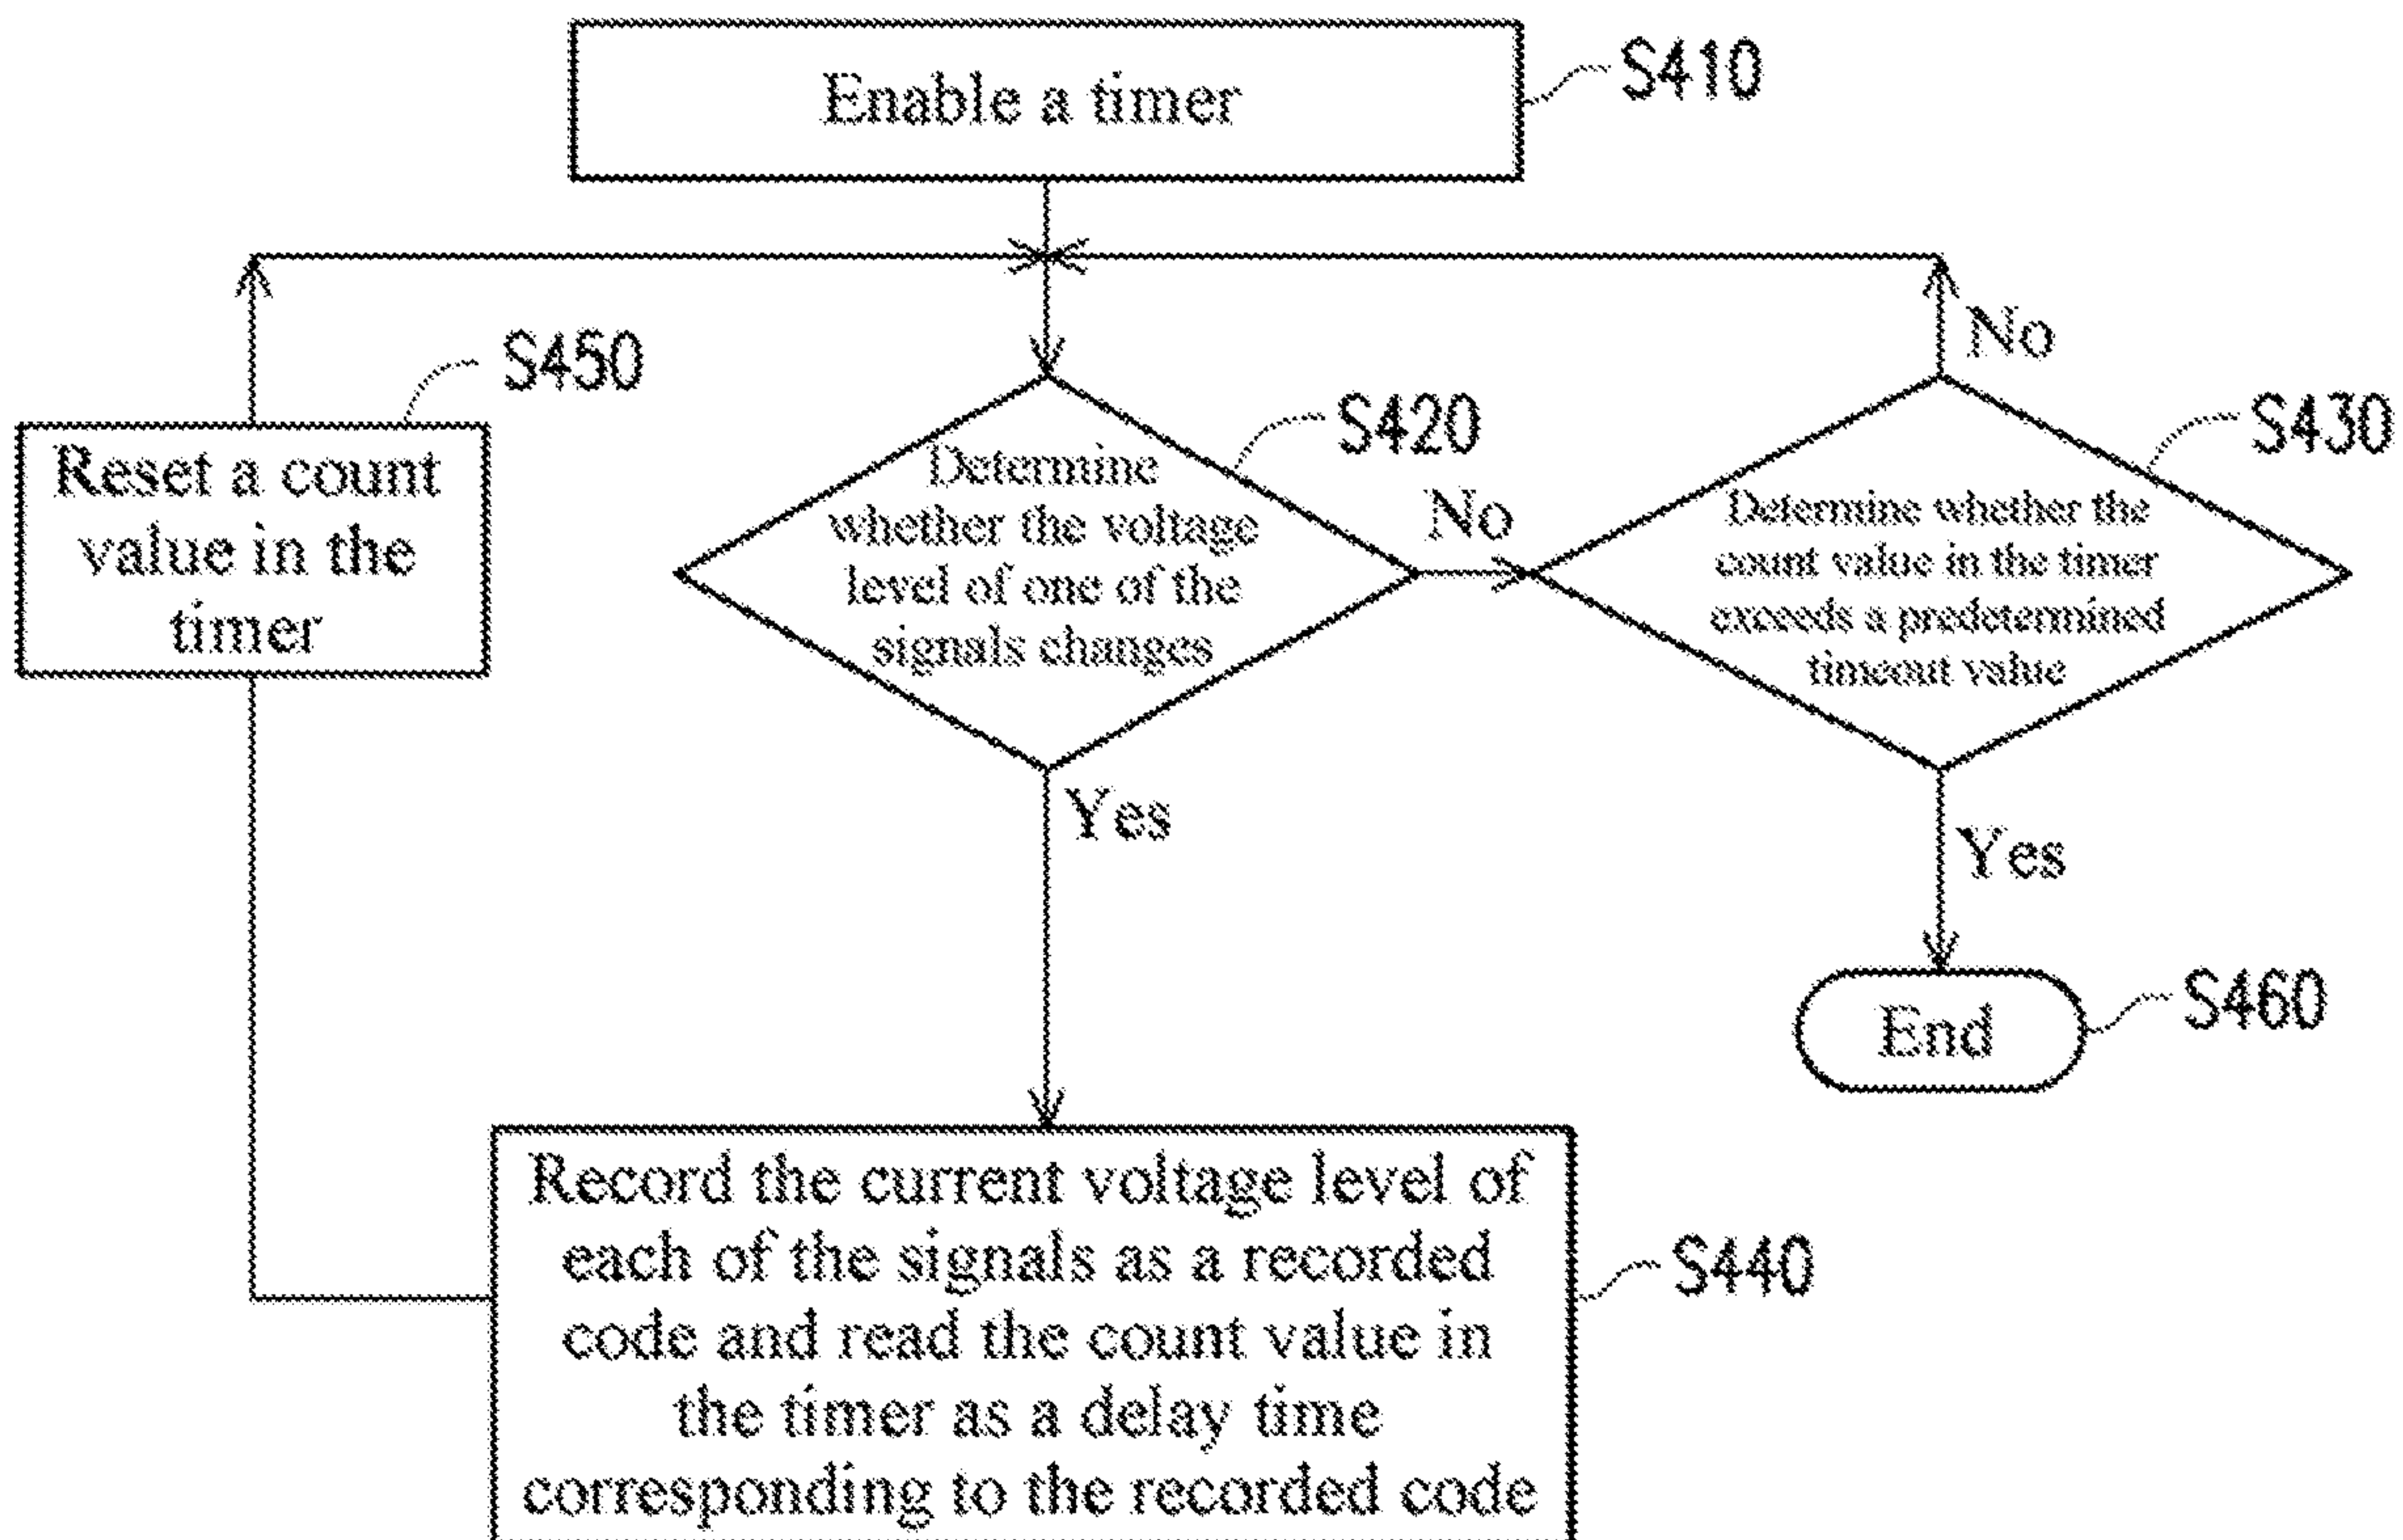 Enable a timer
S410
S450
Reset a count
value in the
timer
S420
Determine
whether the voltage
level of one of the
signals changes
No
Yes
S430
Determine whether the
count value in the timer
exceeds a predetermined
timeout value
No
Yes
End
S460
Record the current voltage level of
each of the signals as a recorded
code and read the count value in
the timer as a delay time
corresponding to the recorded code
S440